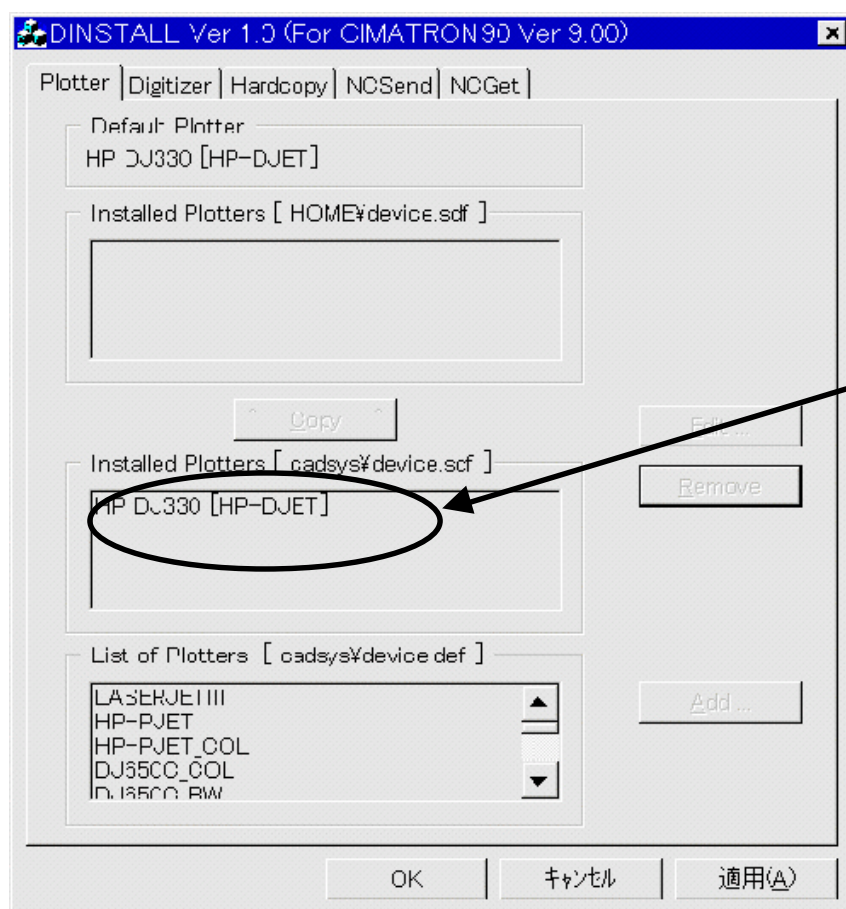 DINSTALL Ver 1.0 (For CIMATRON90 Ver 9.00)
Plotter Digitizer Hardcopy NCSend NCGet
Default Plotter
HP DJ330 [HP-DJET]
Installed Plotters [ HOME¥device.sdf ]
^ Copy ^
Edit ...
Installed Plotters [ cadsys¥device.sdf ]
HP DJ330 [HP-DJET]
Remove
List of Plotters [ cadsys¥device.def ]
LASERJETIII
HP-PJET
HP-PJET_COL
DJ650C_COL
DJ650C_BW
Add ...
OK キャンセル 適用(A)